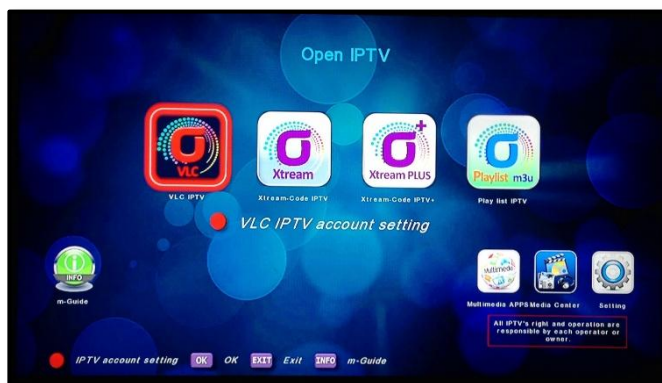 Open IPTV
VLC
Xtream
Xtream PLUS
Playlist m3u
VLC IPTV
Xtream-Code IPTV
Xtream-Code IPTV+
Play list IPTV
VLC IPTV account setting
INFO
m-Guide
Multimedia
Multimedia APPS
Media Center
Setting
All IPTV's right and operation are
responsible by each operator or
owner.
IPTV account setting OK OK EXIT Exit INFO m-Guide